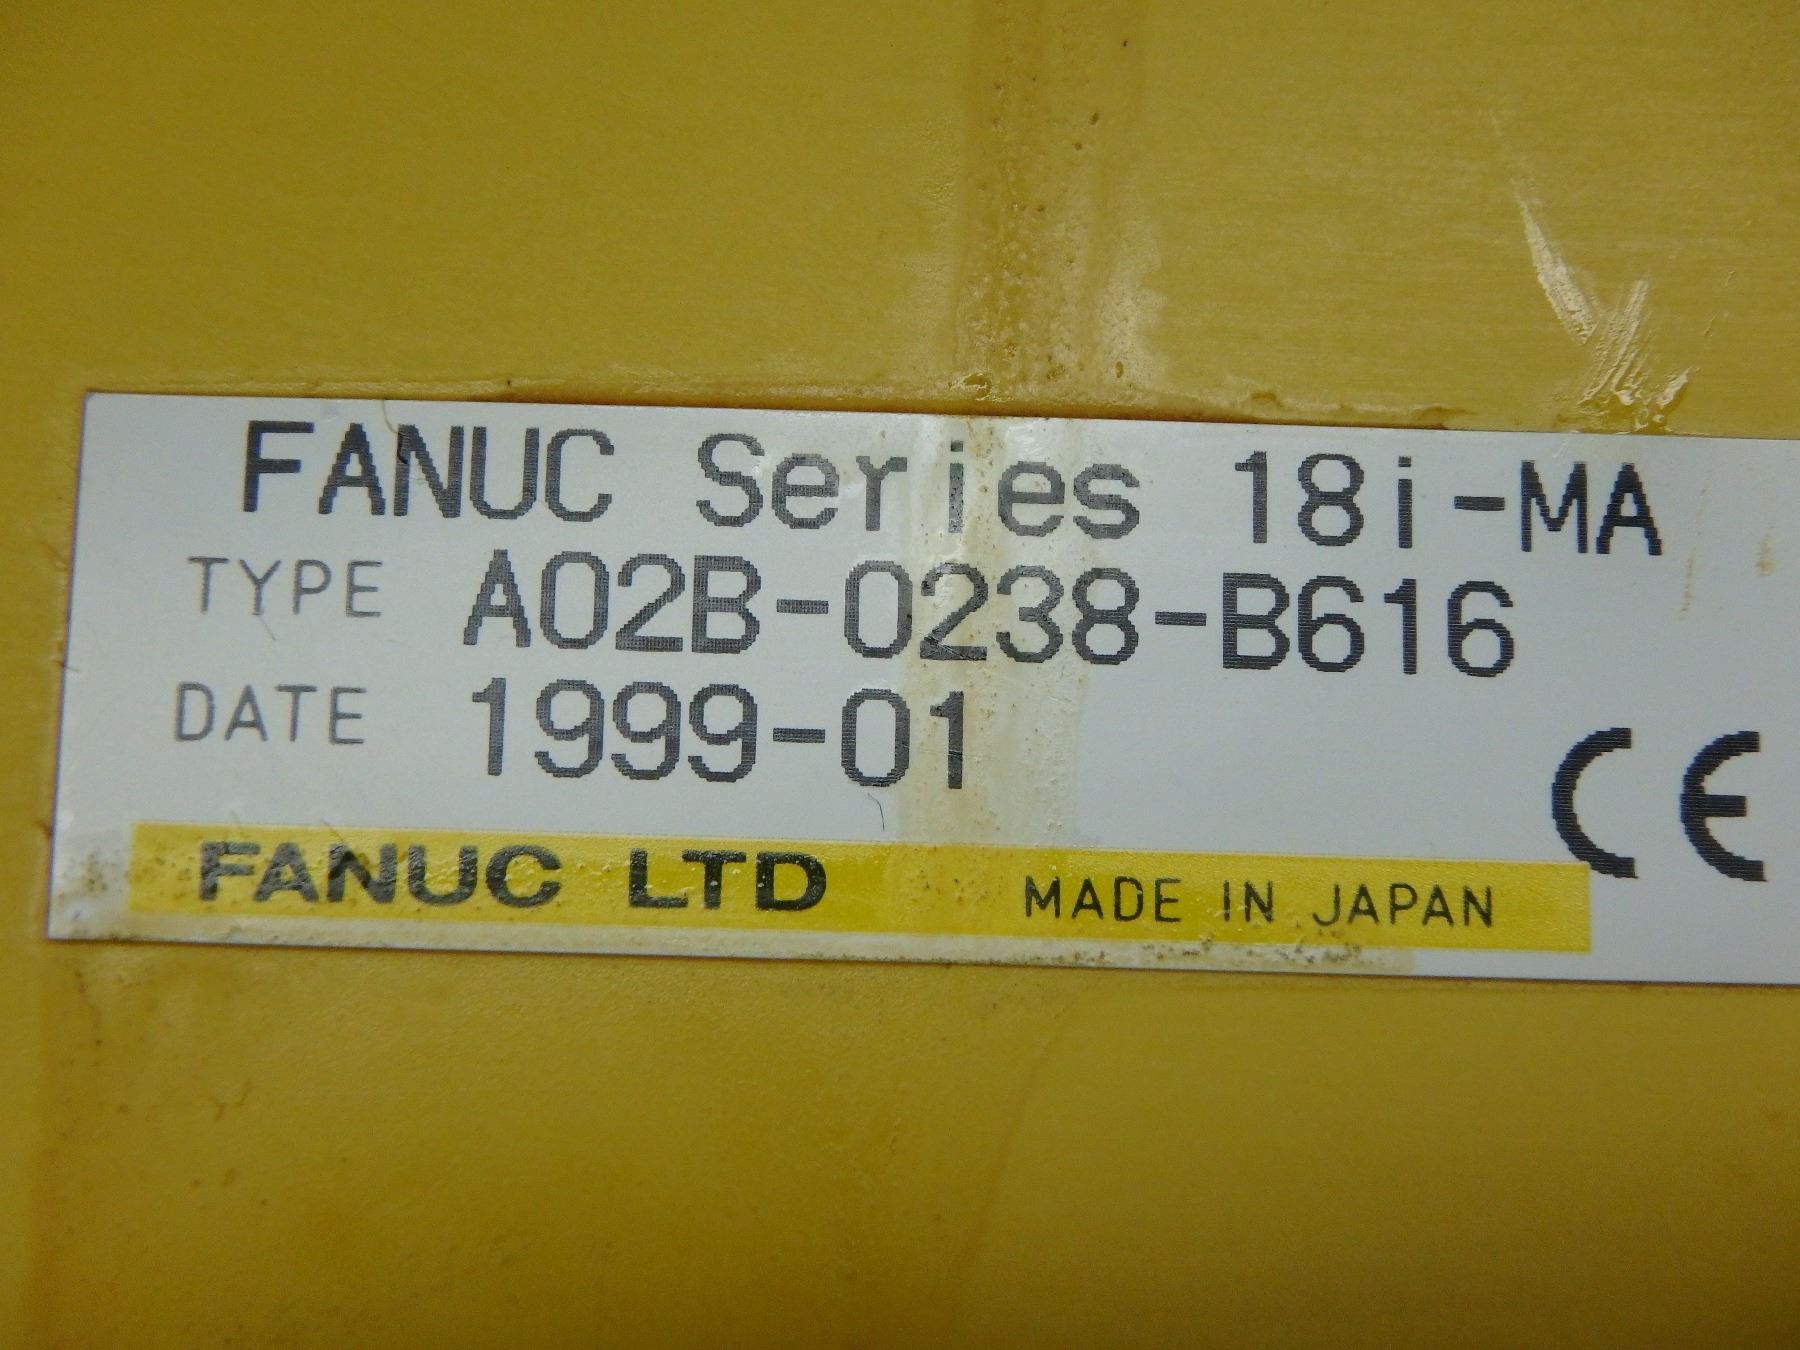 FANUC Series 18i-MA
TYPE A02B-0238-B616
DATE 1999-01
CE
FANUC LTD MADE IN JAPAN